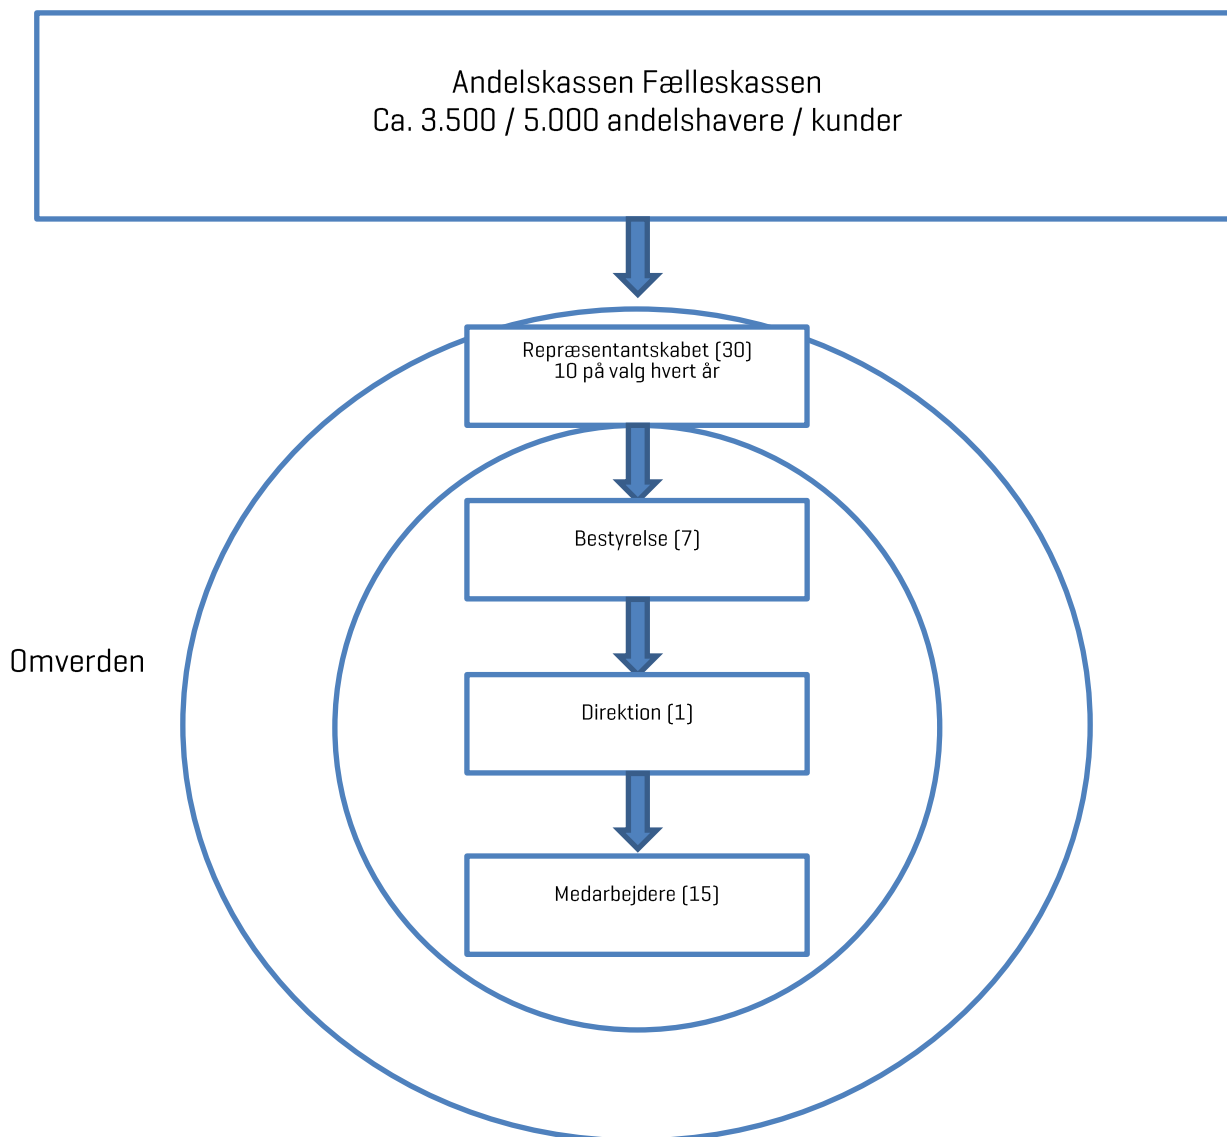 Andelskassen Fælleskassen
Ca. 3.500 / 5.000 andelshavere / kunder
Repræsentantskabet (30)
10 på valg hvert år
Bestyrelse (7)
Omverden
Direktion (1)
Medarbejdere (15)